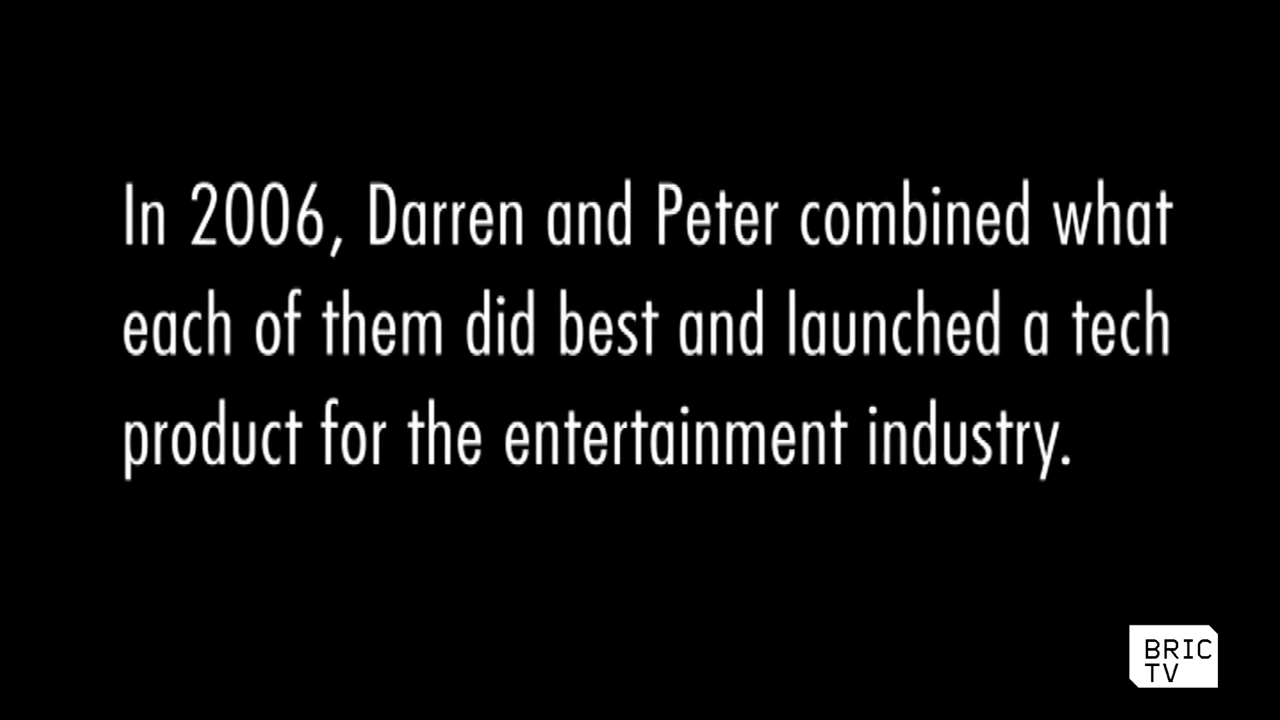 In 2006, Darren and Peter combined what
each of them did best and launched a tech
product for the entertainment industry.
BRIC
TV